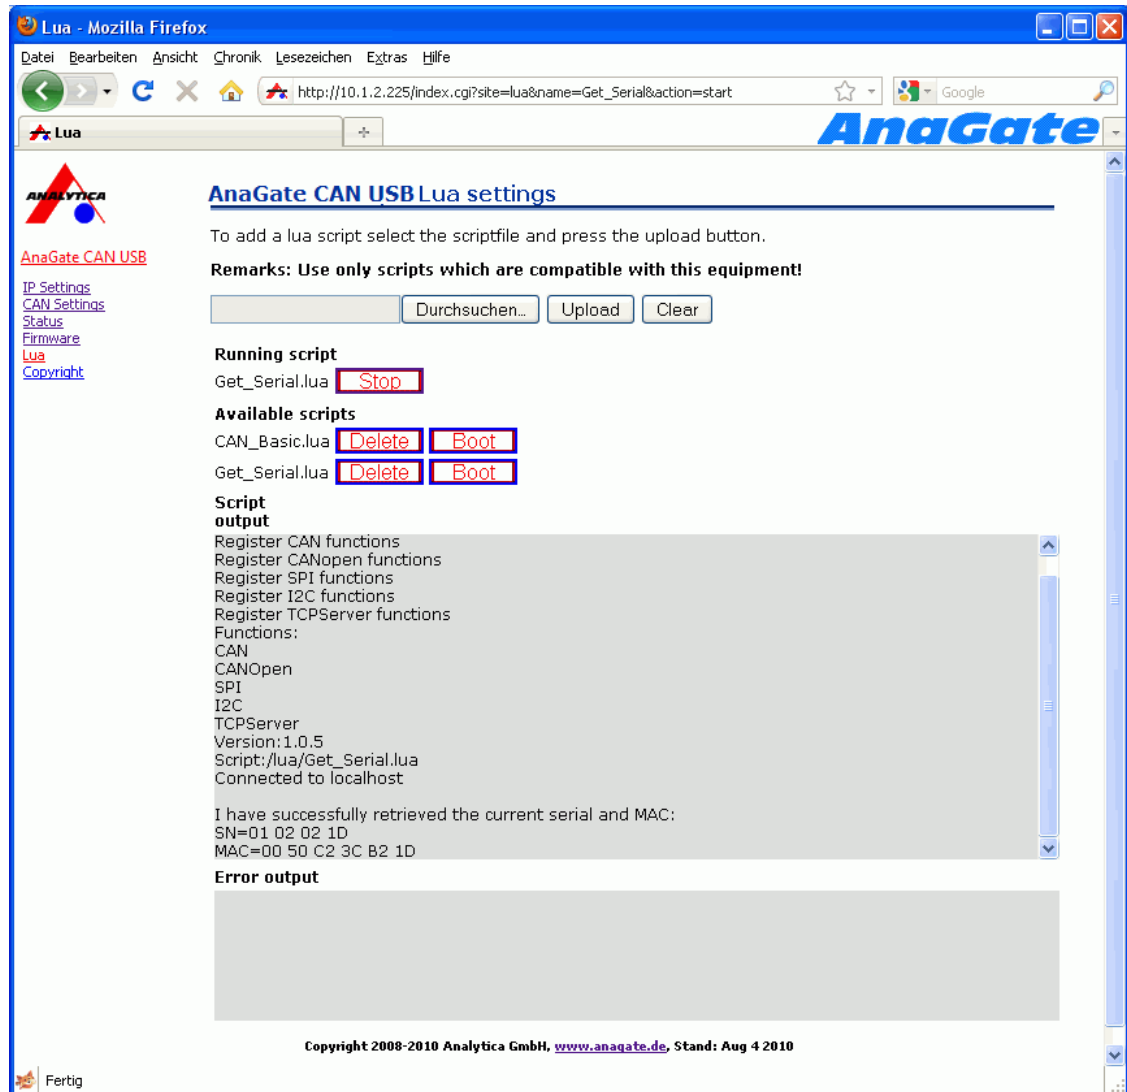 Lua - Mozilla Firefox
Datei Bearbeiten Ansicht Chronik Lesezeichen Extras Hilfe
http://10.1.2.225/index.cgi?site=lua&name=Get_Serial&action=start
Google
Lua
AnaGate
ANALYTICA
AnaGate CAN USB Lua settings
To add a lua script select the scriptfile and press the upload button.
AnaGate CAN USB
Remarks: Use only scripts which are compatible with this equipment!
IP Settings
CAN Settings
Status
Firmware
Lua
Copyright
Durchsuchen... Upload Clear
Running script
Get_Serial.lua Stop
Available scripts
CAN_Basic.lua Delete Boot
Get_Serial.lua Delete Boot
Script
output
Register CAN functions
Register CANopen functions
Register SPI functions
Register I2C functions
Register TCPServer functions
Functions:
CAN
CANOpen
SPI
I2C
TCPServer
Version:1.0.5
Script:/lua/Get_Serial.lua
Connected to localhost
I have successfully retrieved the current serial and MAC:
SN=01 02 02 1D
MAC=00 50 C2 3C B2 1D
Error output
Copyright 2008-2010 Analytica GmbH, www.anagate.de, Stand: Aug 4 2010
Fertig